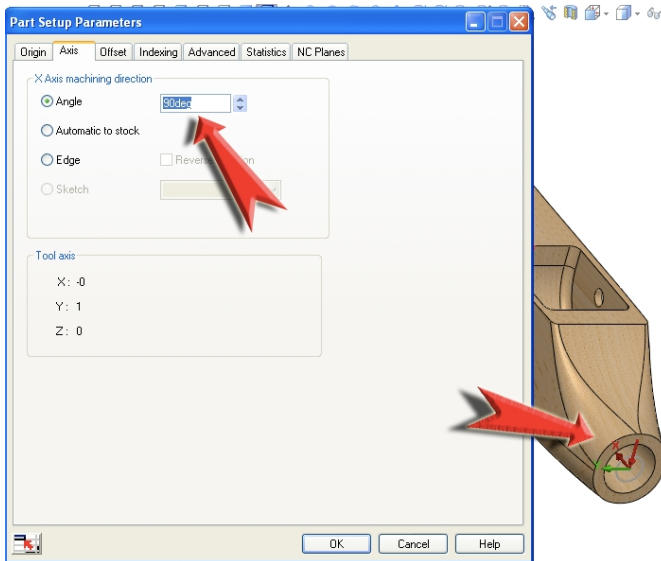 Part Setup Parameters
Origin Axis Offset Indexing Advanced Statistics NC Planes
X Axis machining direction
Angle 90deg
Automatic to stock
Edge
Sketch
Tool axis
X: -0
Y: 1
Z: 0
OK Cancel Help
X